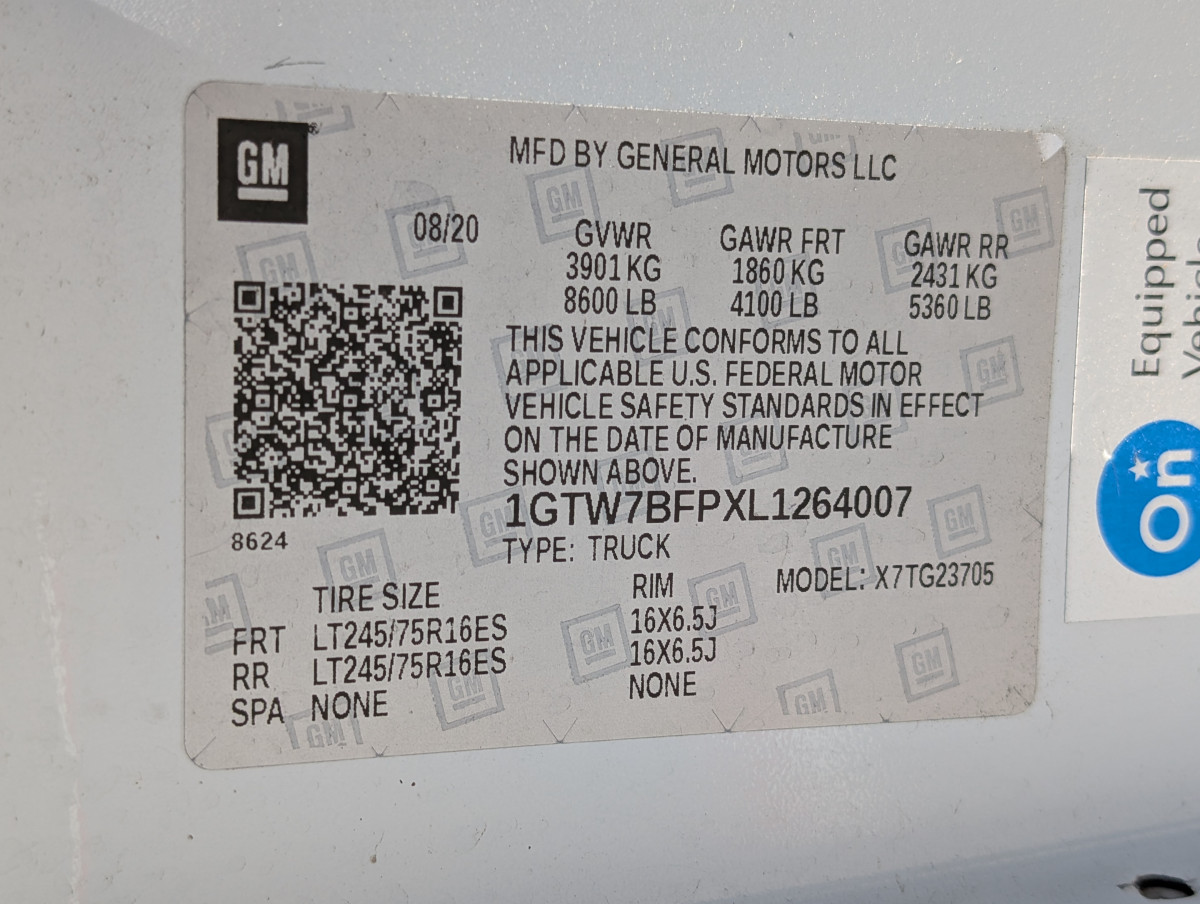 GM
MFD BY GENERAL MOTORS LLC
08/20
GVWR GAWR FRT GAWR RR
3901 KG 1860 KG 2431 KG
8600 LB 4100 LB 5360 LB
THIS VEHICLE CONFORMS TO ALL
APPLICABLE U.S. FEDERAL MOTOR
VEHICLE SAFETY STANDARDS IN EFFECT
ON THE DATE OF MANUFACTURE
SHOWN ABOVE.
1GTW7BFPXL1264007
8624
TYPE: TRUCK
MODEL: X7TG23705
TIRE SIZE RIM
FRT LT245/75R16ES 16X6.5J
RR LT245/75R16ES 16X6.5J
SPA NONE NONE
Equipped
On